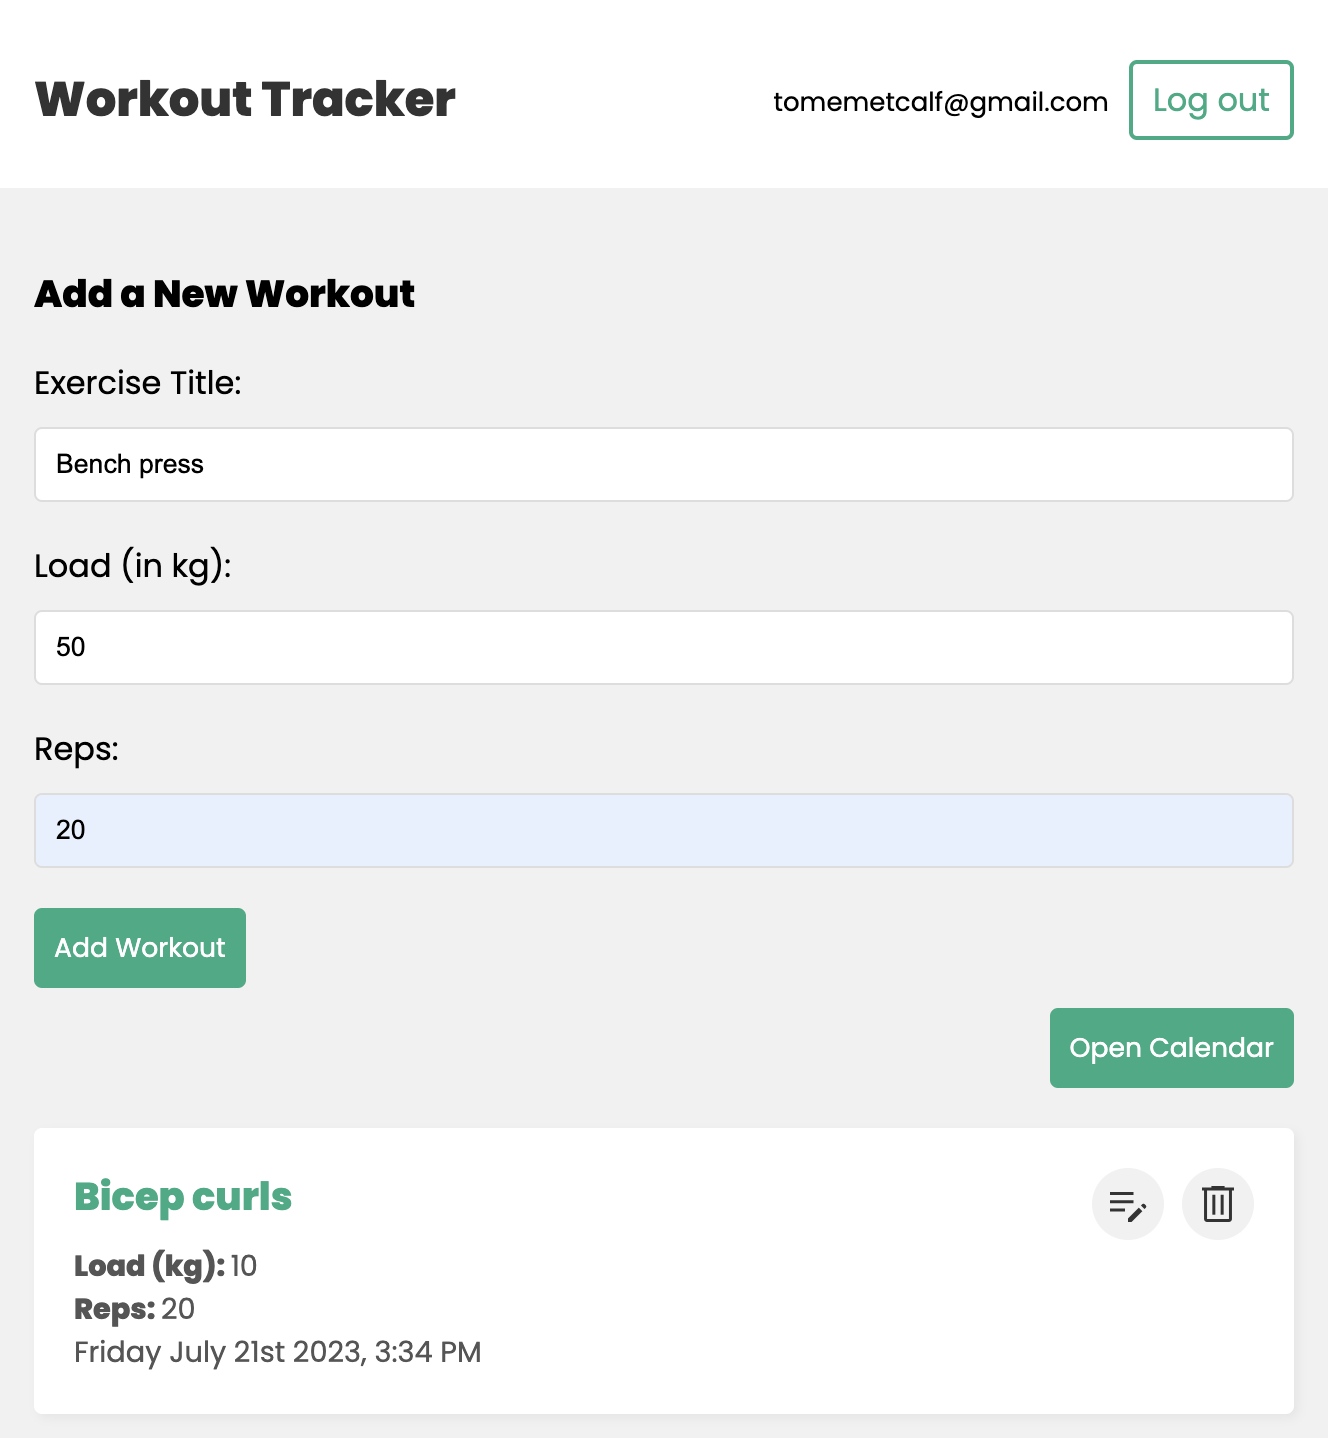 Workout Tracker
tomemetcalf@gmail.com
Log out
Add a New Workout
Exercise Title:
Bench press
Load (in kg):
50
Reps:
20
Add Workout
Open Calendar
Bicep curls
Load (kg): 10
Reps: 20
Friday July 21st 2023, 3:34 PM